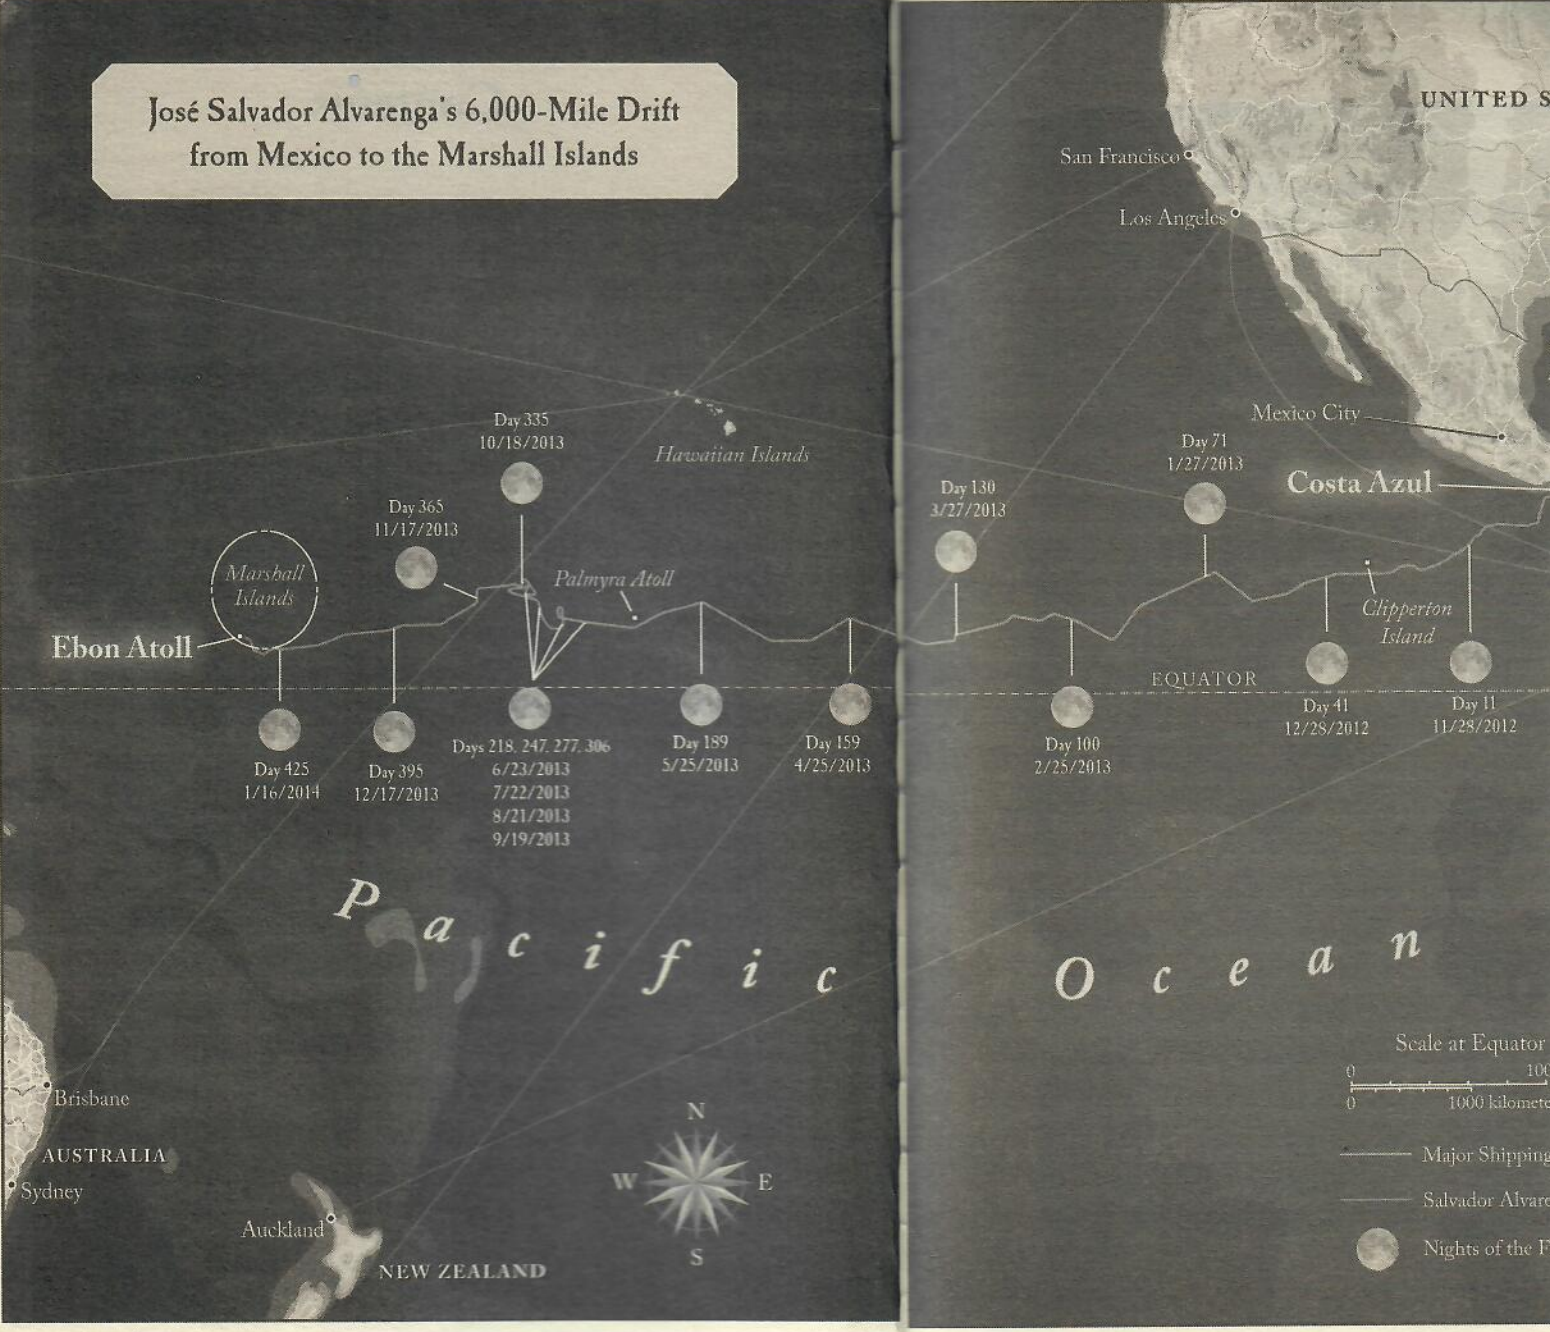 José Salvador Alvarenga's 6,000-Mile Drift
from Mexico to the Marshall Islands
UNITED S
San Francisco
Los Angeles
Mexico City
Costa Azul
Hawaiian Islands
Day 335
10/18/2013
Day 365
11/17/2013
Marshall
Islands
Ebon Atoll
Palmyra Atoll
Day 130
3/27/2013
Day 71
1/27/2013
Clipperton
Island
EQUATOR
Day 425
1/16/2014
Day 395
12/17/2013
Days 218, 247, 277, 306
6/23/2013
7/22/2013
8/21/2013
9/19/2013
Day 189
5/25/2013
Day 159
4/25/2013
Day 100
2/25/2013
Day 41
12/28/2012
Day 11
11/28/2012
Pacific Ocean
Brisbane
AUSTRALIA
Sydney
Auckland
NEW ZEALAND
N
W E
S
Scale at Equator
0 100
0 1000 kilomete
Major Shipping
Salvador Alvare
Nights of the F